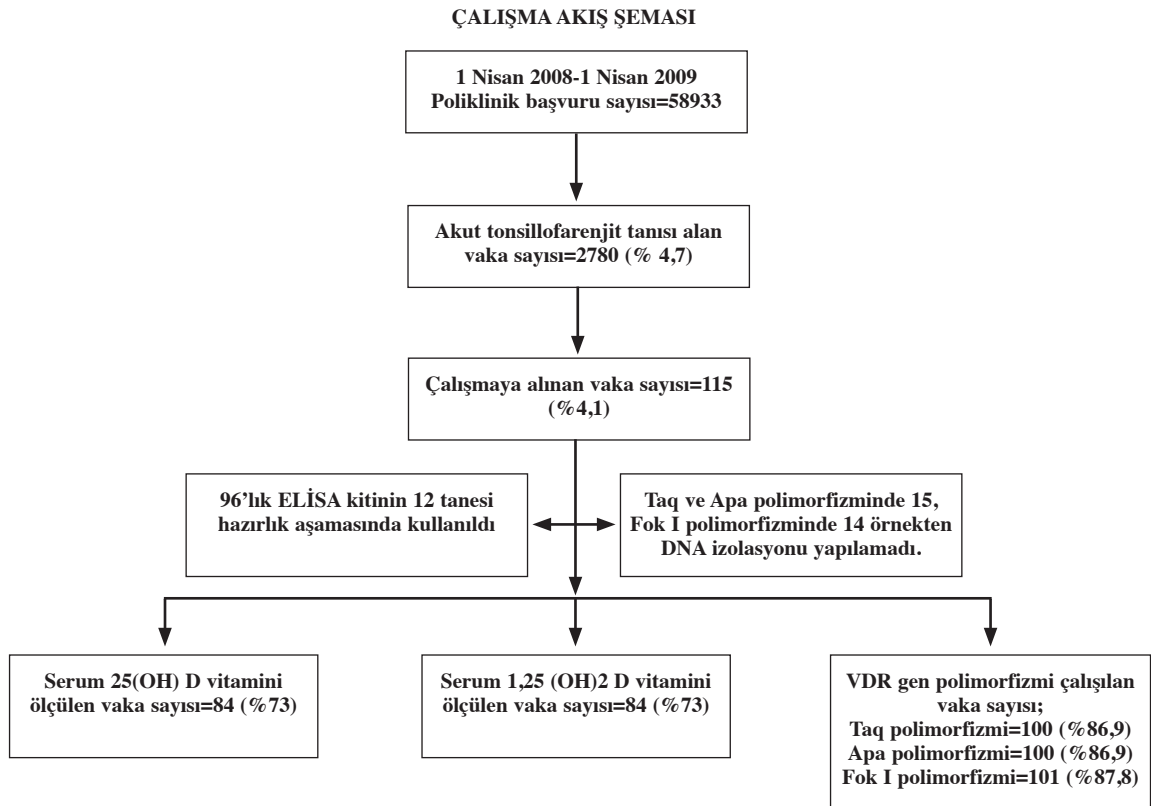 ÇALIŞMA AKIŞ ŞEMASI
1 Nisan 2008-1 Nisan 2009
Poliklinik başvuru sayısı=58933
Akut tonsillofarenjit tanısı alan
vaka sayısı=2780 (% 4,7)
Çalışmaya alınan vaka sayısı=115
(%4,1)
96’lık ELİSA kitinin 12 tanesi
hazırlık aşamasında kullanıldı
Taq ve Apa polimorfizminde 15,
Fok I polimorfizminde 14 örnekten
DNA izolasyonu yapılamadı.
Serum 25(OH) D vitamini
ölçülen vaka sayısı=84 (%73)
Serum 1,25 (OH)2 D vitamini
ölçülen vaka sayısı=84 (%73)
VDR gen polimorfizmi çalışılan
vaka sayısı;
Taq polimorfizmi=100 (%86,9)
Apa polimorfizmi=100 (%86,9)
Fok I polimorfizmi=101 (%87,8)